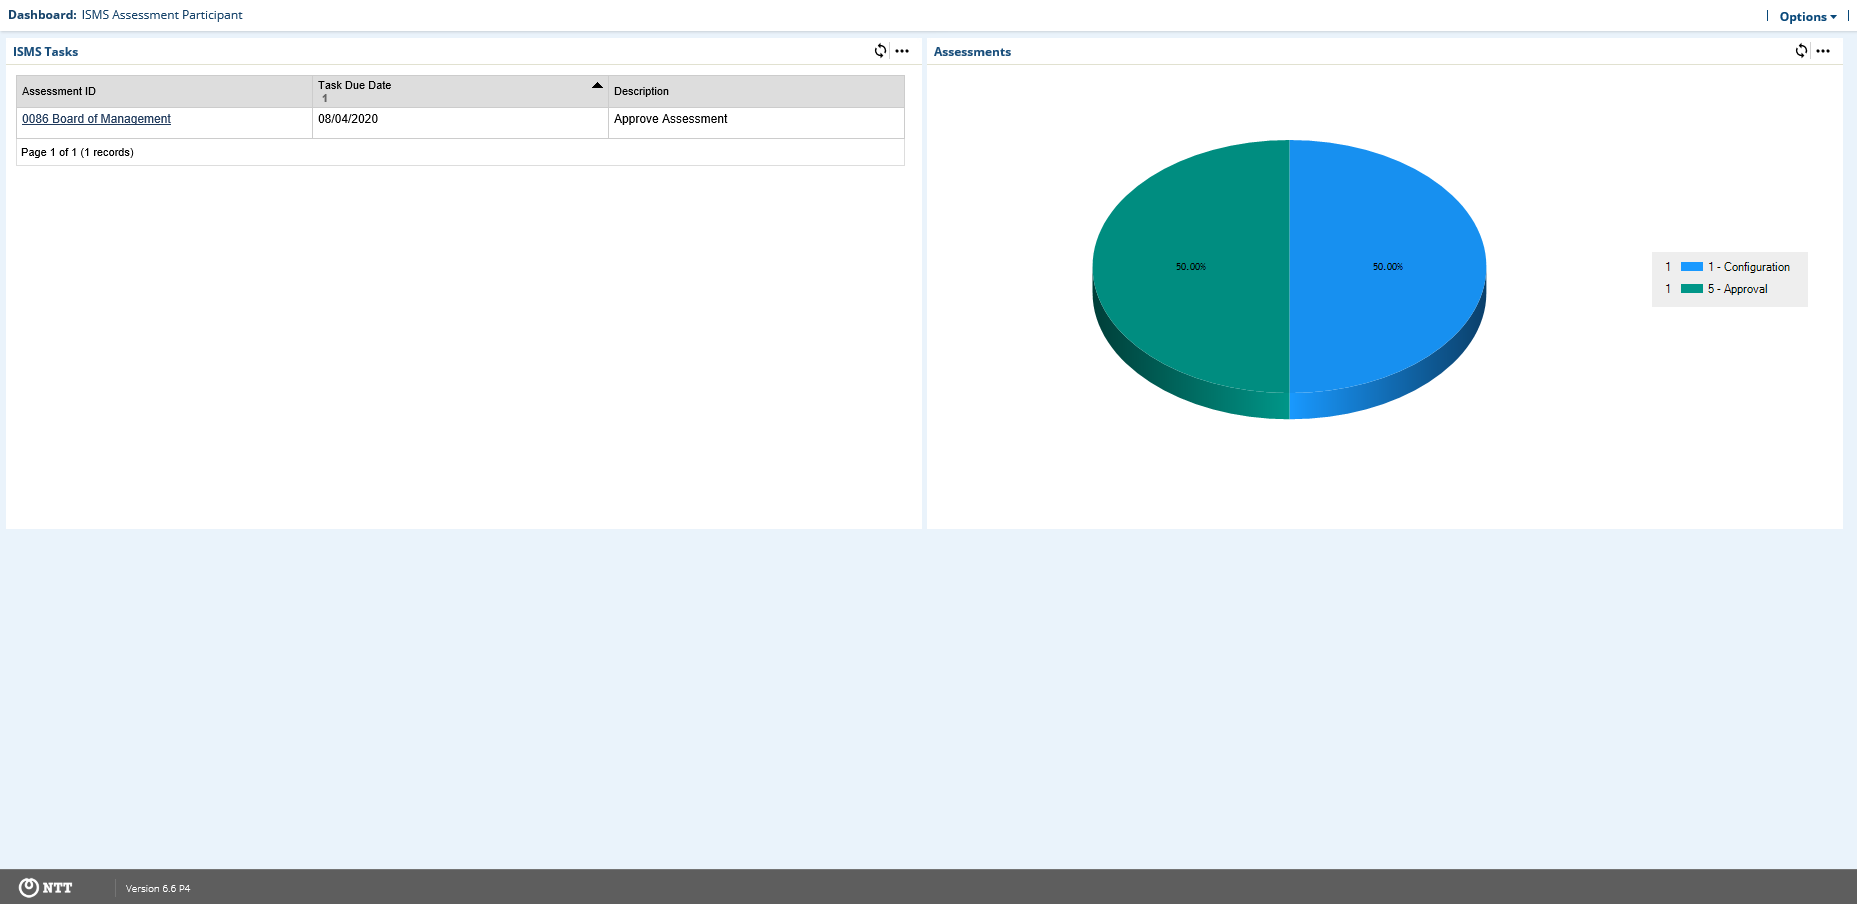 Dashboard: ISMS Assessment Participant
Options
ISMS Tasks
Assessment ID
Task Due Date
1
Description
0086 Board of Management
08/04/2020
Approve Assessment
Page 1 of 1 (1 records)
Assessments
50.00%
50.00%
1 1 - Configuration
1 5 - Approval
NTT
Version 6.6 P4